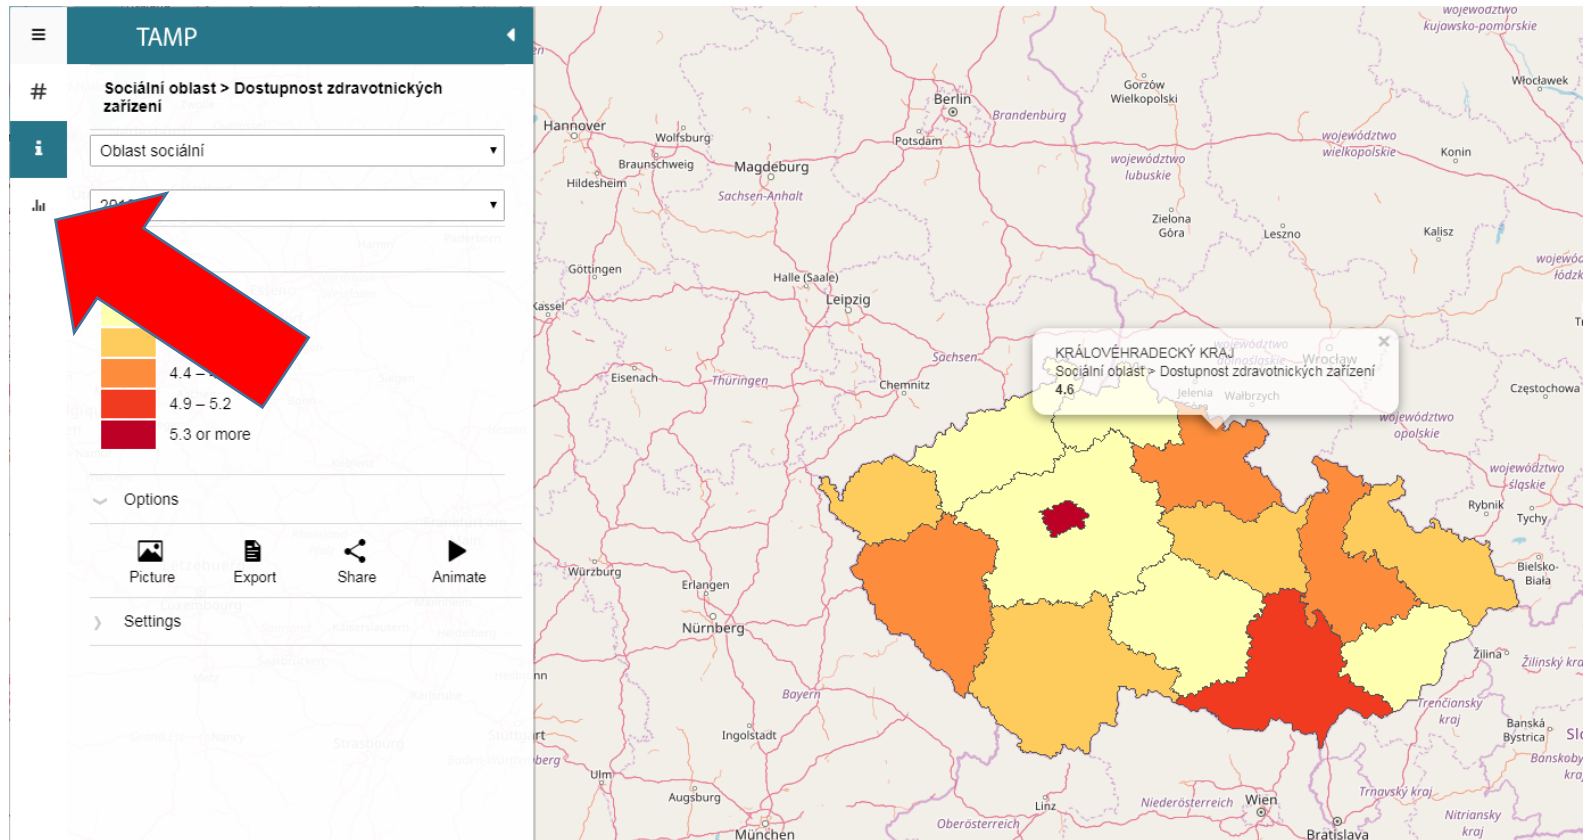 TAMP
#
Sociální oblast > Dostupnost zdravotnických
zařízení
Oblast sociální
4.4 –
4.9 – 5.2
5.3 or more
Options
Picture
Export
Share
Animate
Settings
KRÁLOVÉHRADECKÝ KRAJ
Sociální oblast > Dostupnost zdravotnických zařízení
4.6
województwo
kujawsko-pomorskie
Włocławek
Gorzów
Wielkopolski
Berlin
Brandenburg
Hannover
Wolfsburg
Potsdam
województwo
wielkopolskie
Konin
Braunschweig
Magdeburg
województwo
lubuskie
Hildesheim
Sachsen-Anhalt
Zielona
Góra
Leszno
Kalisz
Göttingen
Halle (Saale)
Leipzig
Kassel
Sachsen
Wrocław
Eisenach
Thüringen
Chemnitz
Jelenia
Góra
Wałbrzych
Częstochowa
województwo
opolskie
województwo
śląskie
Rybnik
Tychy
Bielsko-
Biała
Würzburg
Erlangen
Nürnberg
Žilina
Žilinský kra
Bayern
Trenčiansky
kraj
Banská
Bystrica
Ingolstadt
Banskoby
kra
Ulm
Augsburg
Linz
Niederösterreich
Wien
Trnavský kraj
Oberösterreich
Nitriansky
kraj
München
Bratislava